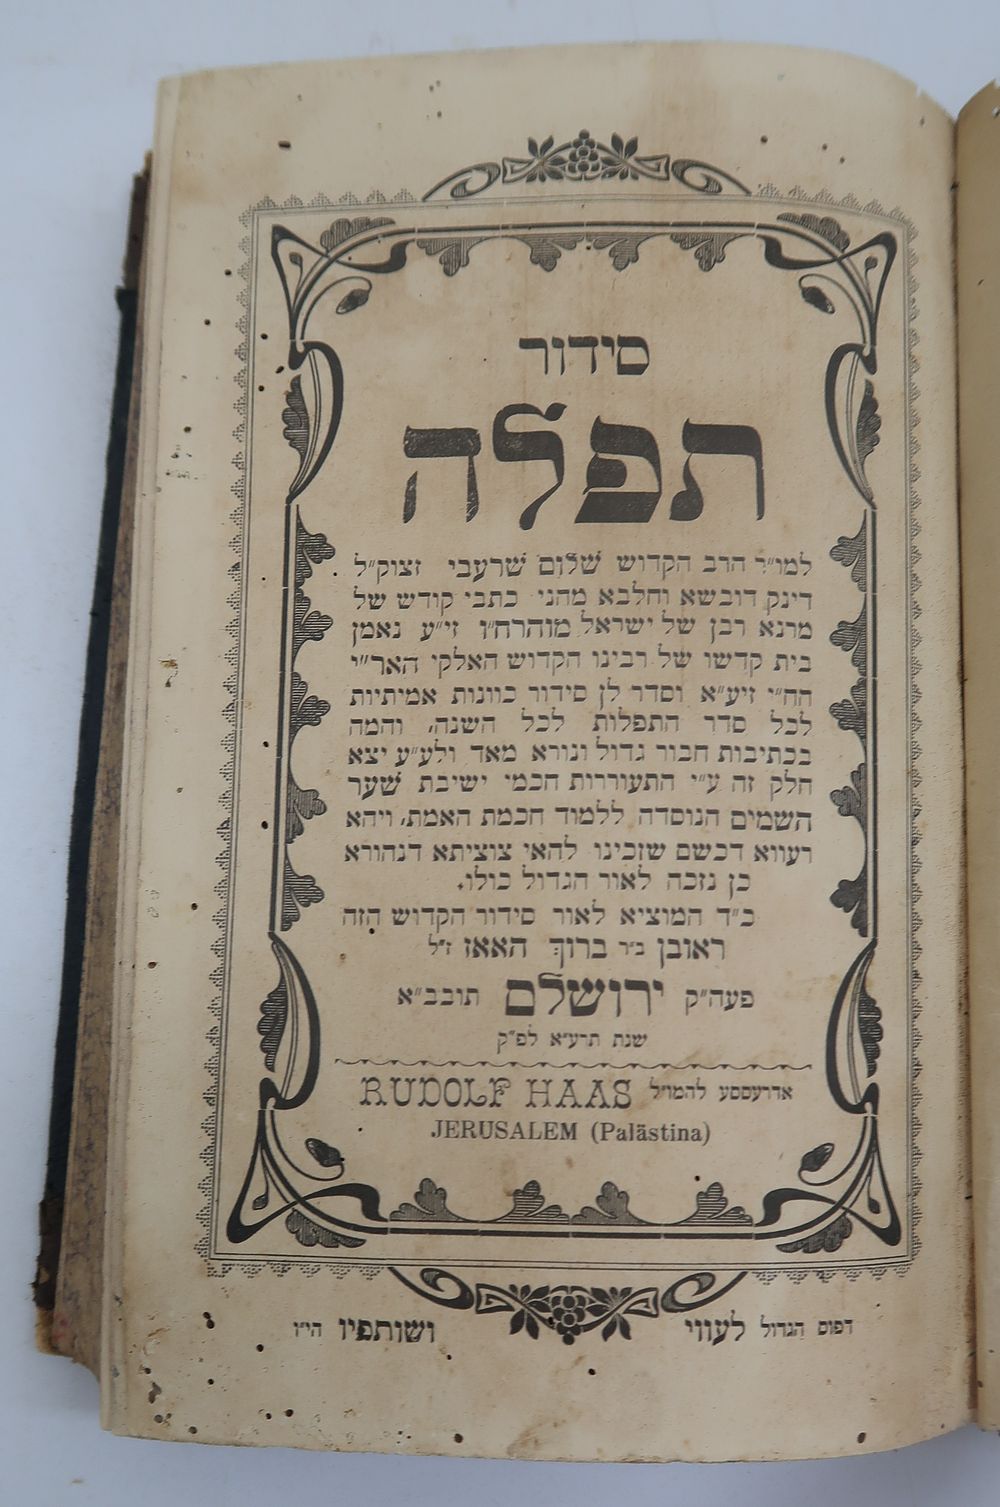 סידור
תפלה
למו״ר הרב הקדוש שלום שרעבי זצוק״ל
דינק דובשא וחלבא מהני כתבי קודש של
מרנא רבן של ישראל מוהרח״ו זי״ע נאמן
בית קדשו של רבינו הקדוש האלקי האר״י
החי זיע״א וסדר לן סידור כוונות אמיתיות
לכל סדר התפלות לכל השנה, והמה
בכתיבות חבור גדול ונורא מאד ולע״ע יצא
חלק זה ע״י התעוררות חכמי ישיבת שער
השמים הנוסדה ללמוד חכמת האמת, ויהא
רעווא דכשם שזכינו להאי צוציתא דנהורא
כן נזכה לאור הגדול כולו.
כ״ד המוציא לאור סידור הקדוש הזה
ראובן ב״ר ברוך האאז ז״ל
פעה״ק ירושלם תובב״א
שנת תרע״א לפ״ק
אדרעססע להמו״ל RUDOLF HAAS
JERUSALEM (Palästina)
דפוס הגדול לעווי ושותפיו הי״ו